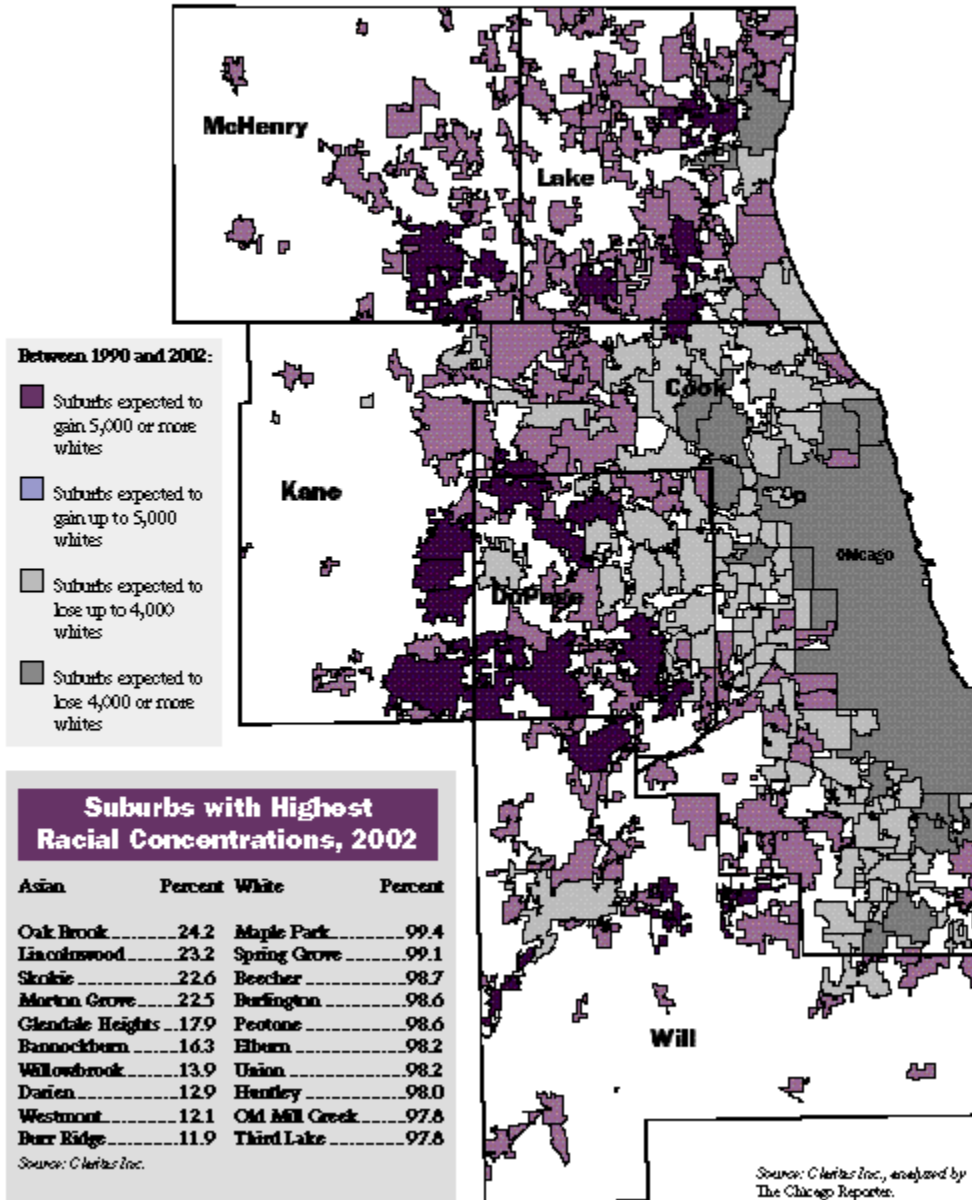 McHenry
Lake
Cook
Kane
Chicago
DuPage
Will
Between 1990 and 2002:
Suburbs expected to
gain 5,000 or more
whites
Suburbs expected to
gain up to 5,000
whites
Suburbs expected to
lose up to 4,000
whites
Suburbs expected to
lose 4,000 or more
whites
Suburbs with Highest
Racial Concentrations, 2002
Asian Percent White Percent
Oak Brook 24.2 Maple Park 99.4
Lincolnwood 23.2 Spring Grove 99.1
Skokie 22.6 Beecher 98.7
Morton Grove 22.5 Burlington 98.6
Glendale Heights 17.9 Peotone 98.6
Bannockburn 16.3 Elburn 98.2
Willowbrook 13.9 Union 98.2
Darien 12.9 Huntley 98.0
Westmont 12.1 Old Mill Creek 97.8
Burr Ridge 11.9 Third Lake 97.8
Source: Claritas Inc.
Source: Claritas Inc., analyzed by
The Chicago Reporter.